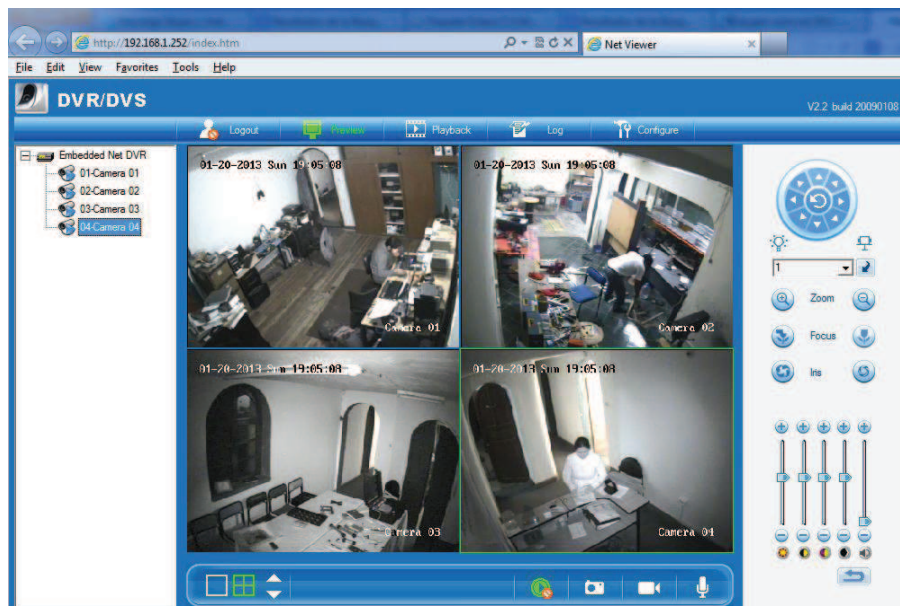 http://192.168.1.252/index.htm
Net Viewer
File Edit View Favorites Tools Help
DVR/DVS
V2.2 build 20090108
Logout Preview Playback Log Configure
Embedded Net DVR
01-Camera 01
02-Camera 02
03-Camera 03
04-Camera 04
01-20-2013 Sun 19:05:08
Camera 01
01-20-2013 Sun 19:05:08
Camera 02
01-20-2013 Sun 19:05:08
Camera 03
01-20-2013 Sun 19:05:08
Camera 04
1
Zoom
Focus
Iris